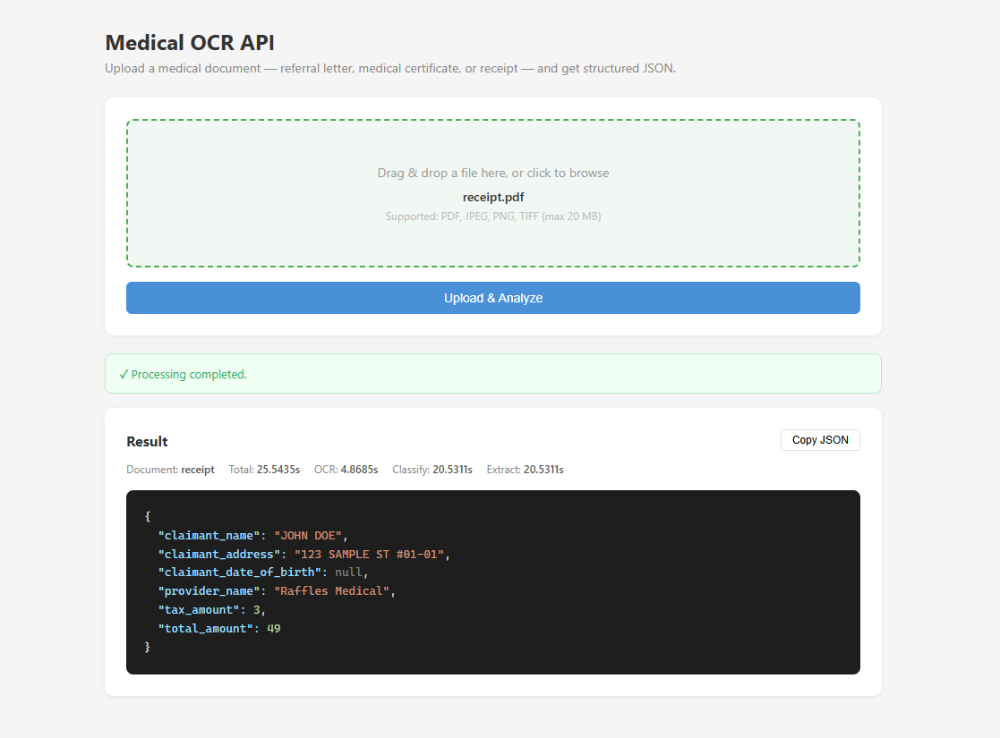 Medical OCR API
Upload a medical document — referral letter, medical certificate, or receipt — and get structured JSON.
Drag & drop a file here, or click to browse
receipt.pdf
Supported: PDF, JPEG, PNG, TIFF (max 20 MB)
Upload & Analyze
✓ Processing completed.
Result
Copy JSON
Document: receipt Total: 25.5435s OCR: 4.8685s Classify: 20.5311s Extract: 20.5311s
{
"claimant_name": "JOHN DOE",
"claimant_address": "123 SAMPLE ST #01-01",
"claimant_date_of_birth": null,
"provider_name": "Raffles Medical",
"tax_amount": 3,
"total_amount": 49
}